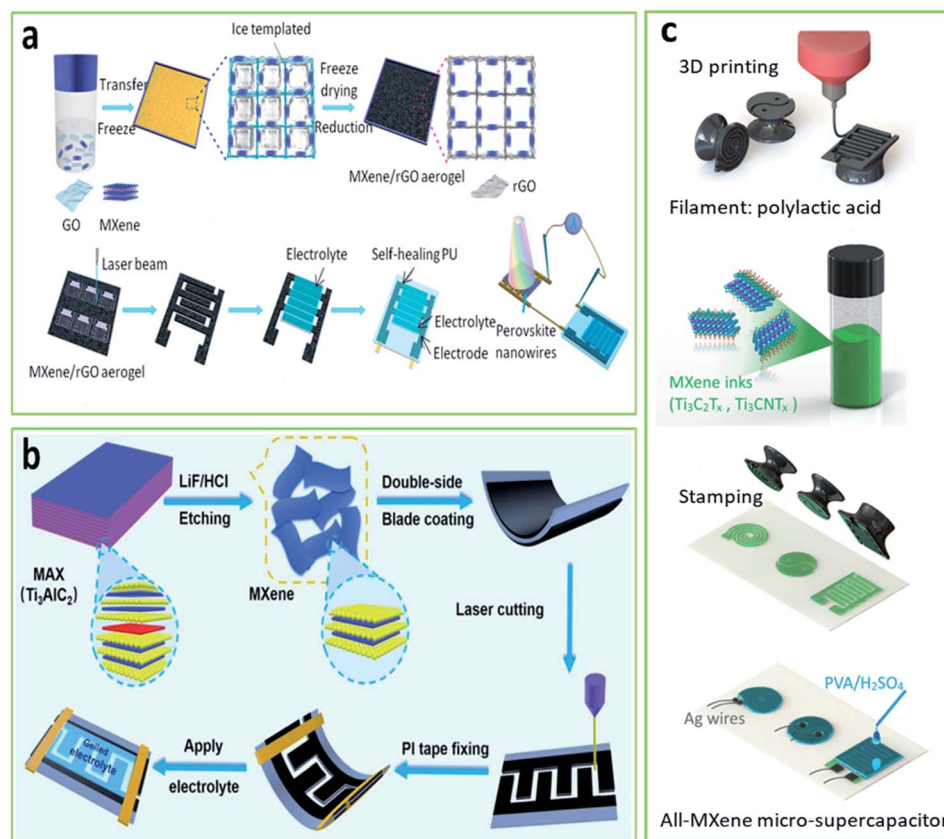 a
Ice templated
Transfer
Freeze
Freeze
drying
Reduction
MXene/rGO aerogel
rGO
GO
MXene
Laser beam
Electrolyte
Self-healing PU
Electrolyte
Electrode
Perovskite
nanowires
A
MXene/rGO aerogel
b
LiF/HCl
Etching
Double-side
Blade coating
MAX
(Ti₃AlC₂)
MXene
Laser cutting
PI tape fixing
Apply
electrolyte
Gelled
electrolyte
c
3D printing
Filament: polylactic acid
MXene inks
(Ti₃C₂Tₓ , Ti₃CNTₓ )
Stamping
PVA/H₂SO₄
Ag wires
All-MXene micro-supercapacitor